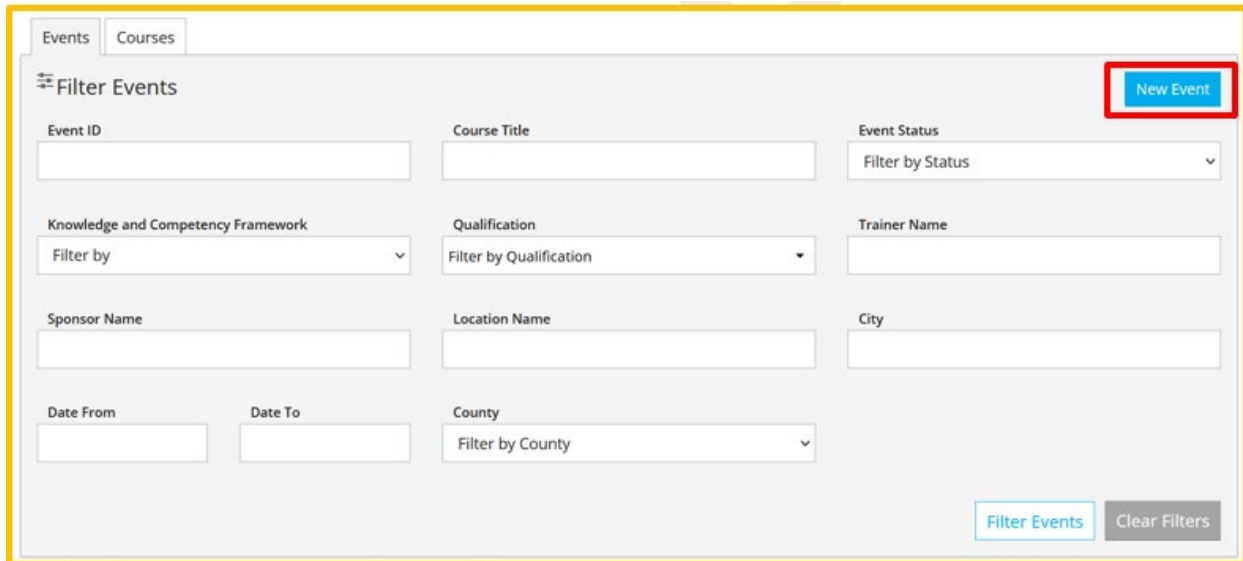 Events Courses
Filter Events New Event
Event ID Course Title Event Status
Filter by Status
Knowledge and Competency Framework Qualification Trainer Name
Filter by Filter by Qualification
Sponsor Name Location Name City
Date From Date To County
Filter by County
Filter Events Clear Filters